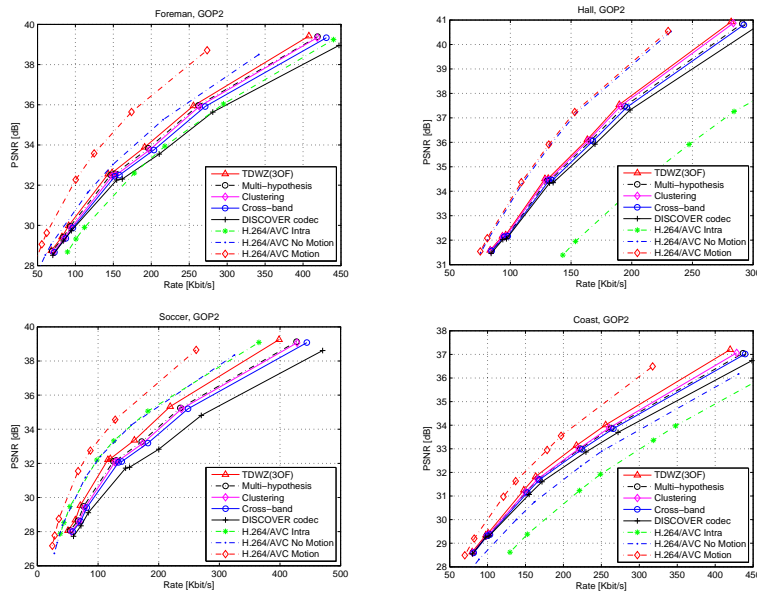 Foreman, GOP2
40
38
36
34
32
30
28
PSNR [dB]
50 100 150 200 250 300 350 400 450
Rate [Kbit/s]
TDWZ(3OF)
Multi−hypothesis
Clustering
Cross−band
DISCOVER codec
H.264/AVC Intra
H.264/AVC No Motion
H.264/AVC Motion
Hall, GOP2
41
40
39
38
37
36
35
34
33
32
31
PSNR [dB]
50 100 150 200 250 300
Rate [Kbit/s]
TDWZ(3OF)
Multi−hypothesis
Clustering
Cross−band
DISCOVER codec
H.264/AVC Intra
H.264/AVC No Motion
H.264/AVC Motion
Soccer, GOP2
40
38
36
34
32
30
28
26
PSNR [dB]
0 100 200 300 400 500
Rate [Kbit/s]
TDWZ(3OF)
Multi−hypothesis
Clustering
Cross−band
DISCOVER codec
H.264/AVC Intra
H.264/AVC No Motion
H.264/AVC Motion
Coast, GOP2
38
37
36
35
34
33
32
31
30
29
28
PSNR [dB]
50 100 150 200 250 300 350 400 450
Rate [Kbit/s]
TDWZ(3OF)
Multi−hypothesis
Clustering
Cross−band
DISCOVER codec
H.264/AVC Intra
H.264/AVC No Motion
H.264/AVC Motion